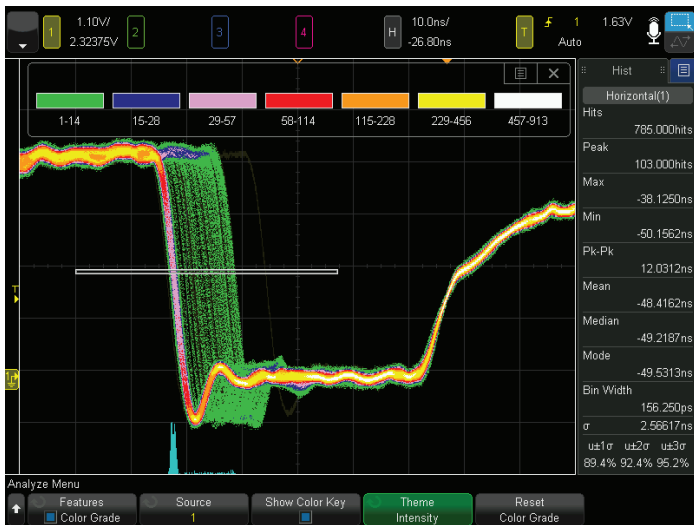 1
1.10V/
2.32375V
2
3
4
H
10.0ns/
-26.80ns
T
1
1.63V
Auto
Hist
Horizontal(1)
1-14
15-28
29-57
58-114
115-228
229-456
457-913
Hits
785.000hits
Peak
103.000hits
Max
-38.1250ns
Min
-50.1562ns
Pk-Pk
12.0312ns
Mean
-48.4162ns
Median
-49.2187ns
Mode
-49.5313ns
Bin Width
156.250ps
σ
2.56617ns
u±1σ u±2σ u±3σ
89.4% 92.4% 95.2%
T
1
Analyze Menu
Features
Color Grade
Source
1
Show Color Key
Theme
Intensity
Reset
Color Grade